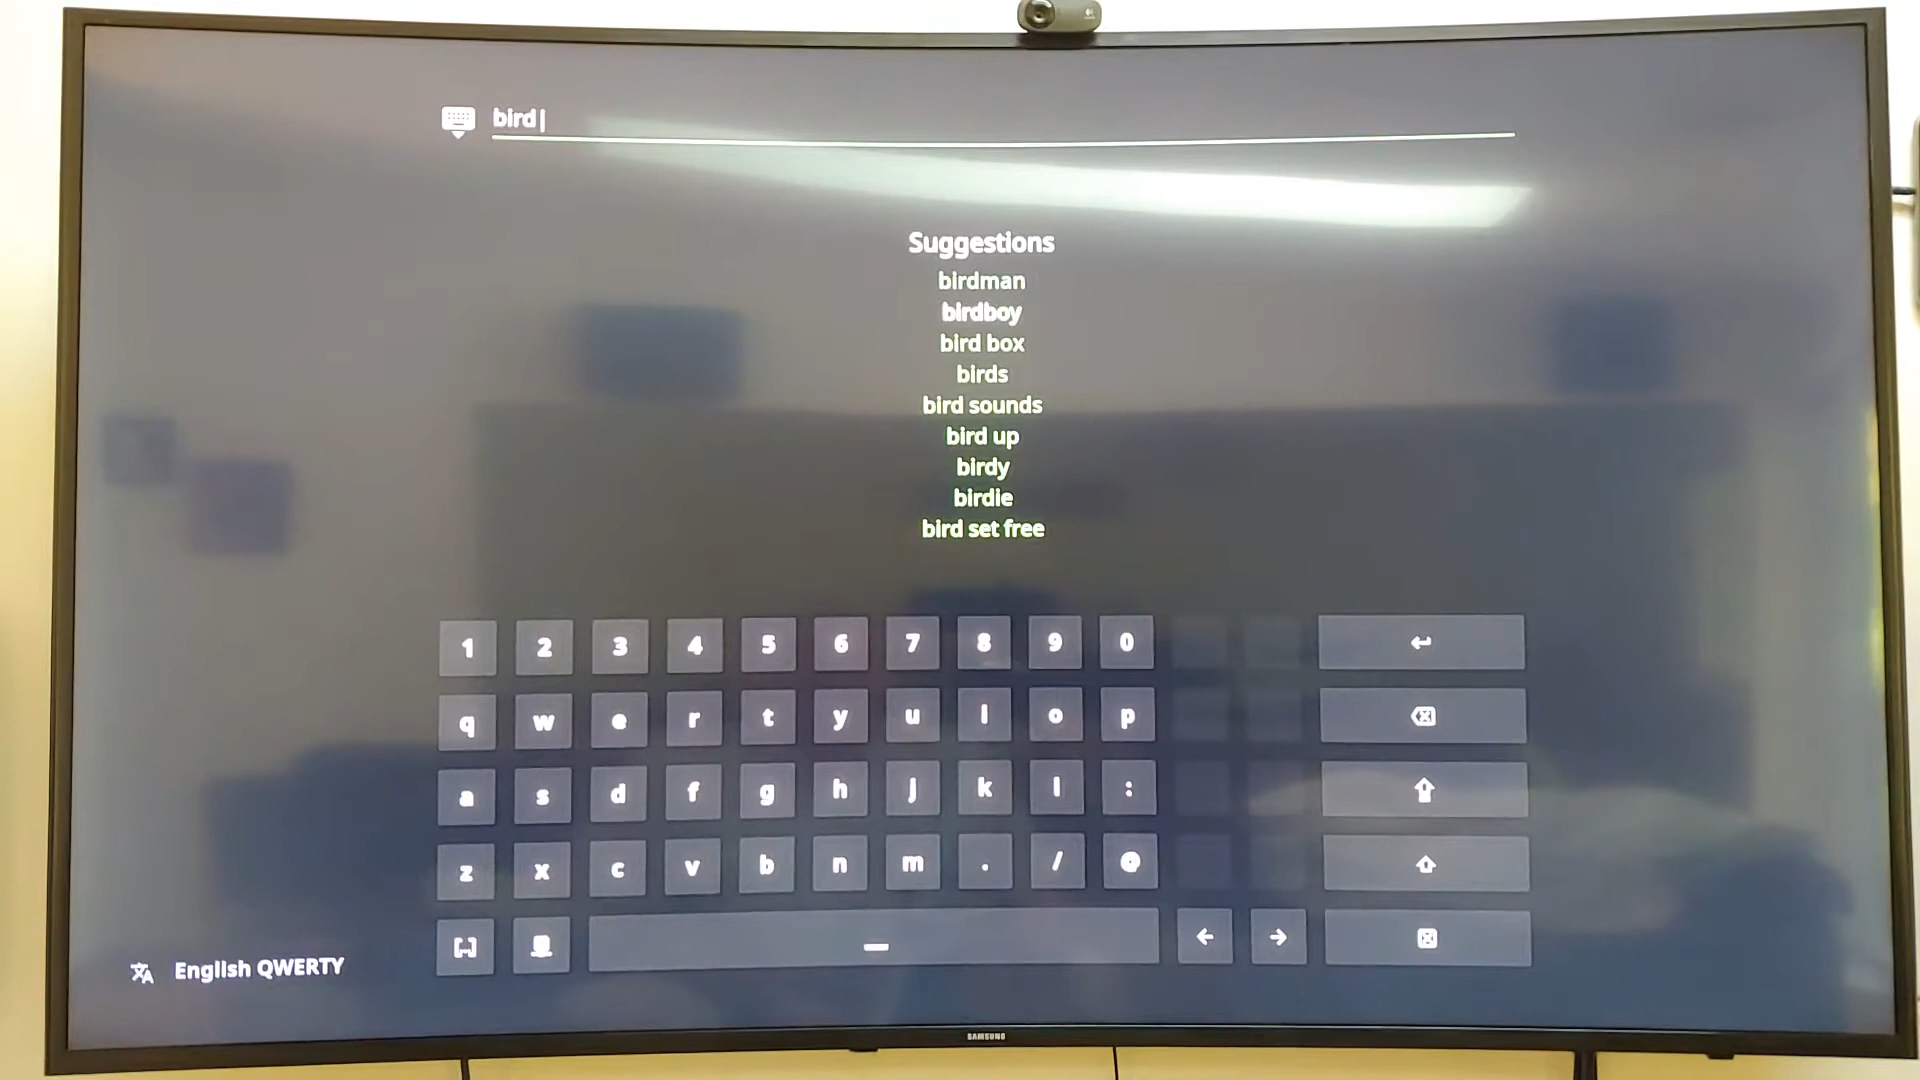 bird
Suggestions
birdman
birdboy
bird box
birds
bird sounds
bird up
birdy
birdie
bird set free
1 2 3 4 5 6 7 8 9 0
q w e r t y u i o p
a s d f g h j k l :
z x c v b n m . / @
[...]
English QWERTY
SAMSUNG